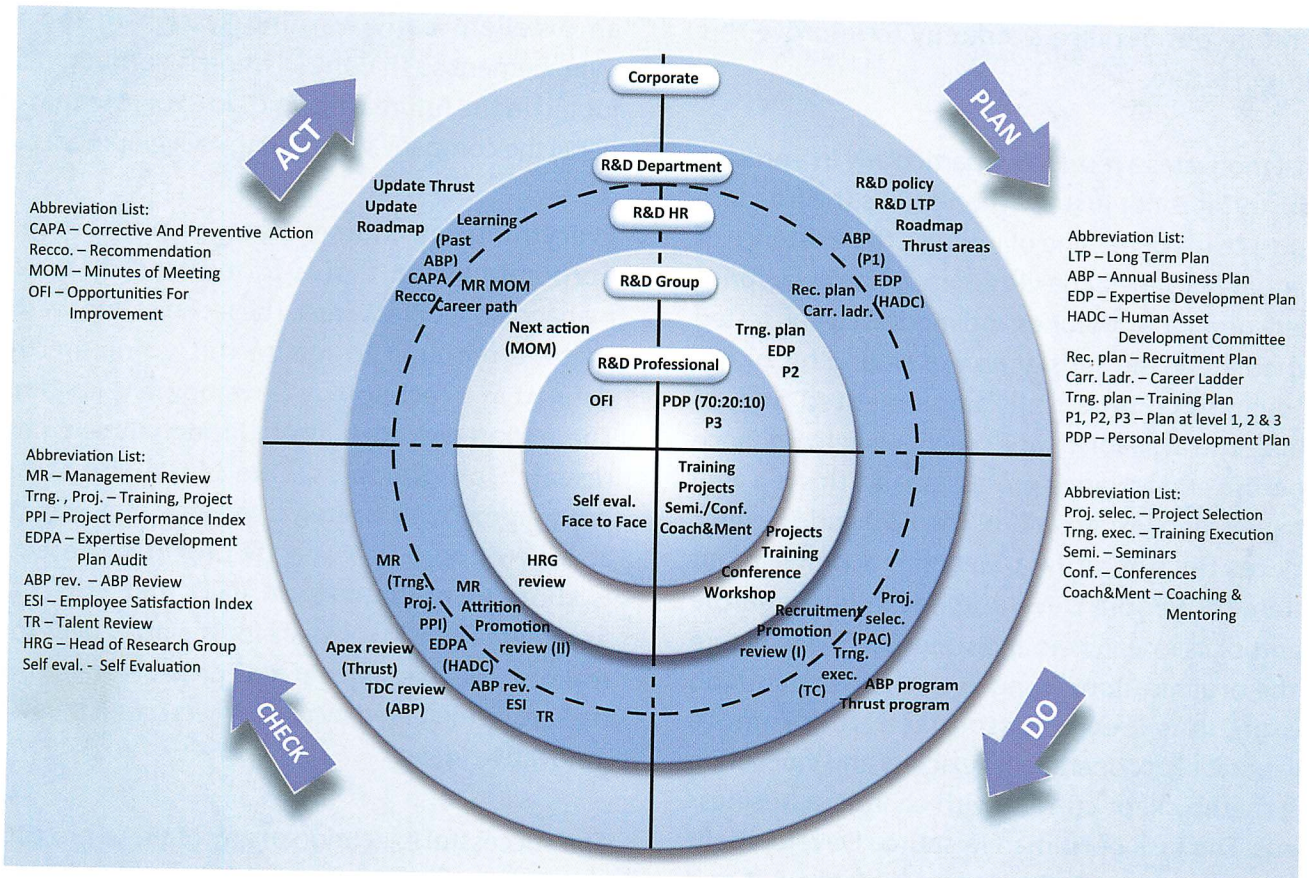 Corporate
R&D Department
R&D HR
R&D Group
R&D Professional
ACT
PLAN
DO
CHECK
Update Thrust
Update
Roadmap
Learning
(Past
ABP)
CAPA
Recco.
MR MOM
Career path
Next action
(MOM)
OFI
R&D policy
R&D LTP
Roadmap
Thrust areas
ABP
(P1)
EDP
(HADC)
Rec. plan
Carr. ladr.
Trng. plan
EDP
P2
PDP (70:20:10)
P3
Training
Projects
Semi./Conf.
Coach&Ment
Projects
Training
Conference
Workshop
Recruitment
Promotion
review (I)
Proj.
selec.
(PAC)
Trng.
exec.
(TC)
ABP program
Thrust program
Self eval.
Face to Face
HRG
review
MR
Attrition
Promotion
review (II)
MR
(Trng.
Proj.
PPI)
EDPA
(HADC)
ABP rev.
ESI
TR
Apex review
(Thrust)
TDC review
(ABP)
Abbreviation List:
CAPA – Corrective And Preventive Action
Recco. – Recommendation
MOM – Minutes of Meeting
OFI – Opportunities For
Improvement
Abbreviation List:
MR – Management Review
Trng. , Proj. – Training, Project
PPI – Project Performance Index
EDPA – Expertise Development
Plan Audit
ABP rev. – ABP Review
ESI – Employee Satisfaction Index
TR – Talent Review
HRG – Head of Research Group
Self eval. - Self Evaluation
Abbreviation List:
LTP – Long Term Plan
ABP – Annual Business Plan
EDP – Expertise Development Plan
HADC – Human Asset
Development Committee
Rec. plan – Recruitment Plan
Carr. Ladr. – Career Ladder
Trng. plan – Training Plan
P1, P2, P3 – Plan at level 1, 2 & 3
PDP – Personal Development Plan
Abbreviation List:
Proj. selec. – Project Selection
Trng. exec. – Training Execution
Semi. – Seminars
Conf. – Conferences
Coach&Ment – Coaching &
Mentoring